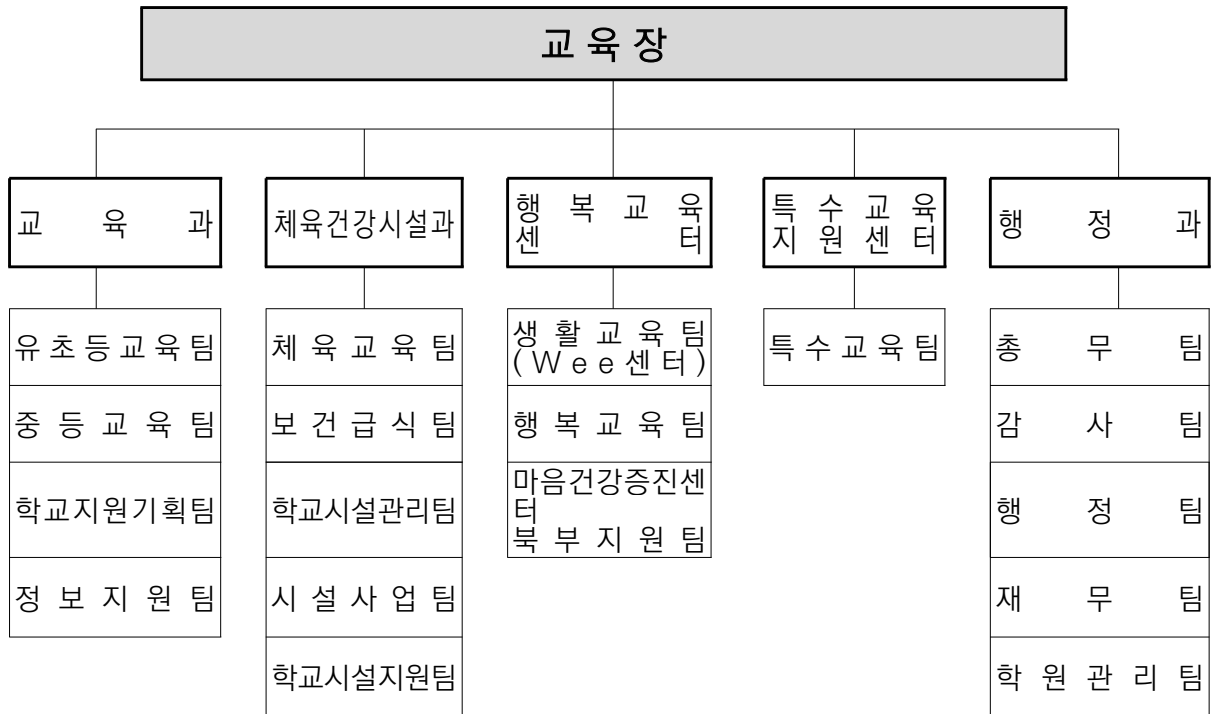 교육장
교육과
체육건강시설과
행복교육
센터
특수교육
지원센터
행정과
유초등교육팀
중등교육팀
학교지원기획팀
정보지원팀
체육교육팀
보건급식팀
학교시설관리팀
시설사업팀
학교시설지원팀
생활교육팀
(Wee센터)
행복교육팀
마음건강증진센
터
북부지원팀
특수교육팀
총무팀
감사팀
행정팀
재무팀
학원관리팀